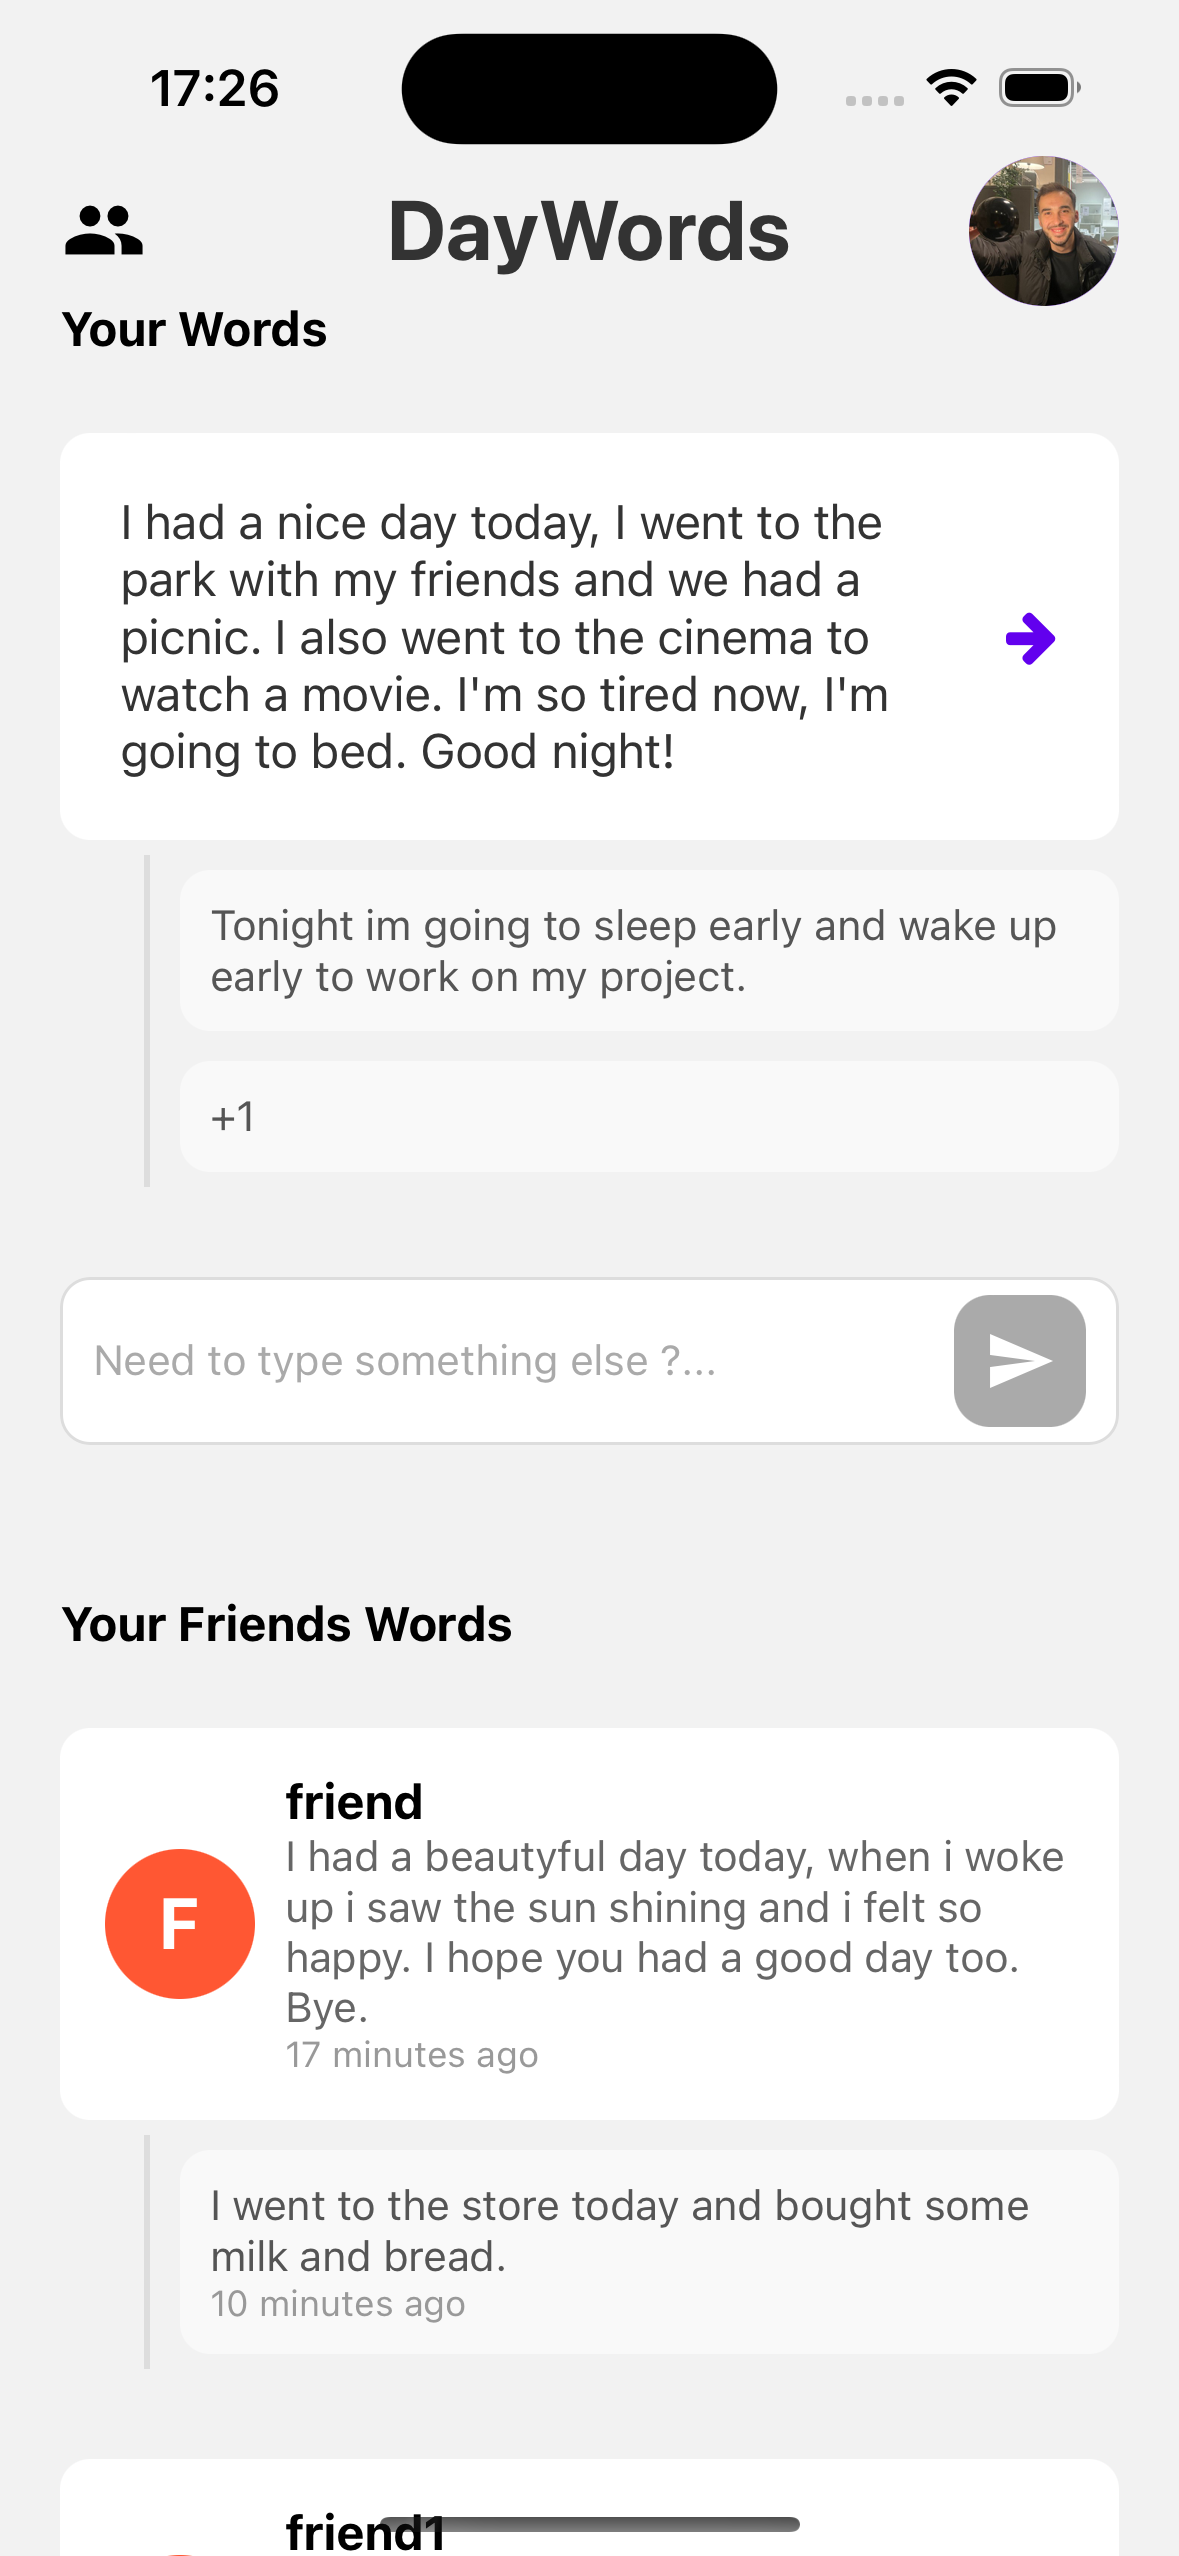 17:26
DayWords
Your Words
I had a nice day today, I went to the
park with my friends and we had a
picnic. I also went to the cinema to
watch a movie. I'm so tired now, I'm
going to bed. Good night!
Tonight im going to sleep early and wake up
early to work on my project.
+1
Need to type something else ?...
Your Friends Words
friend
I had a beautyful day today, when i woke
up i saw the sun shining and i felt so
happy. I hope you had a good day too.
Bye.
17 minutes ago
F
I went to the store today and bought some
milk and bread.
10 minutes ago
friend1